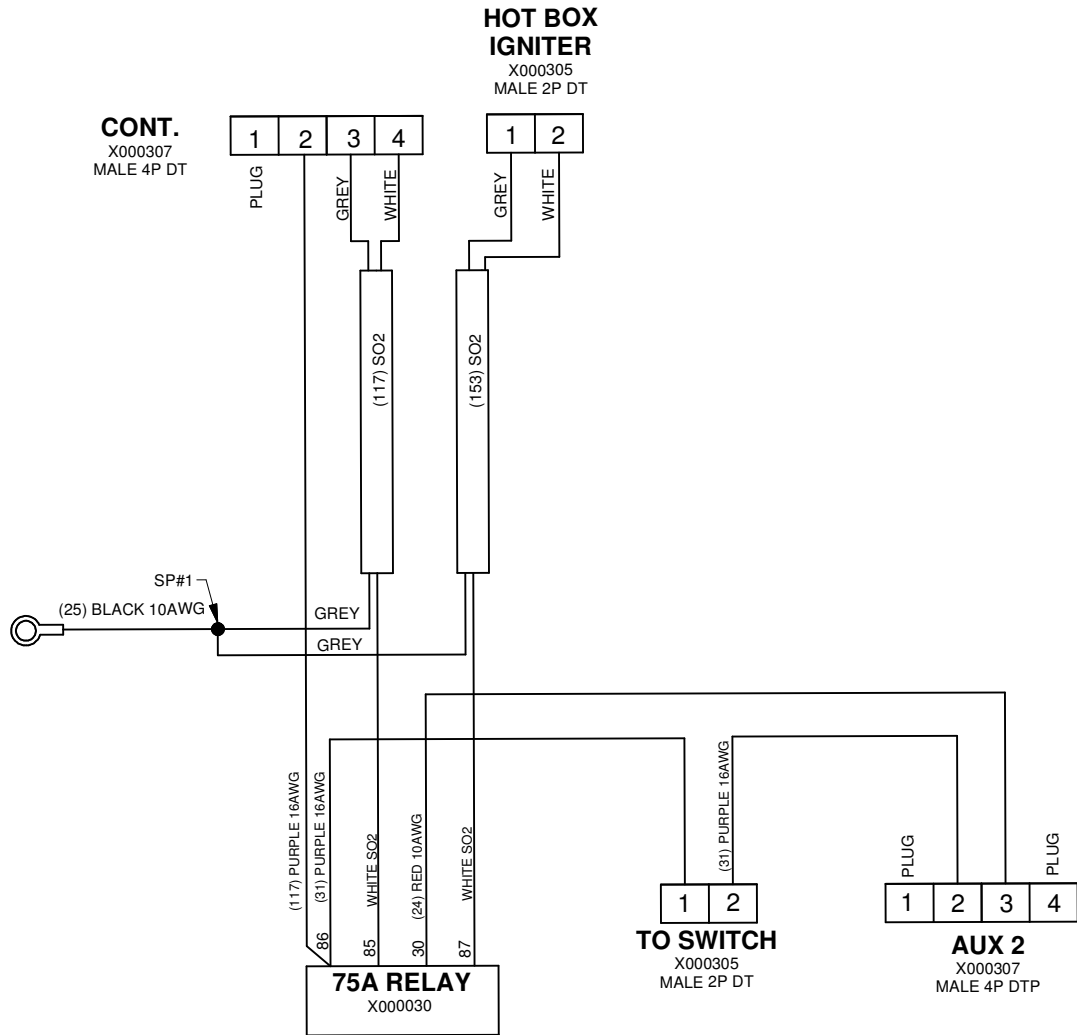 HOT BOX
IGNITER
X000305
MALE 2P DT
CONT.
X000307
MALE 4P DT
1 2 3 4
1 2
PLUG
GREY
WHITE
GREY
WHITE
(117) SO2
(153) SO2
SP#1
(25) BLACK 10AWG
GREY
GREY
(117) PURPLE 16AWG
(31) PURPLE 16AWG
WHITE SO2
(24) RED 10AWG
WHITE SO2
(31) PURPLE 16AWG
PLUG
PLUG
86
85
30
87
75A RELAY
X000030
1 2
TO SWITCH
X000305
MALE 2P DT
1 2 3 4
AUX 2
X000307
MALE 4P DTP